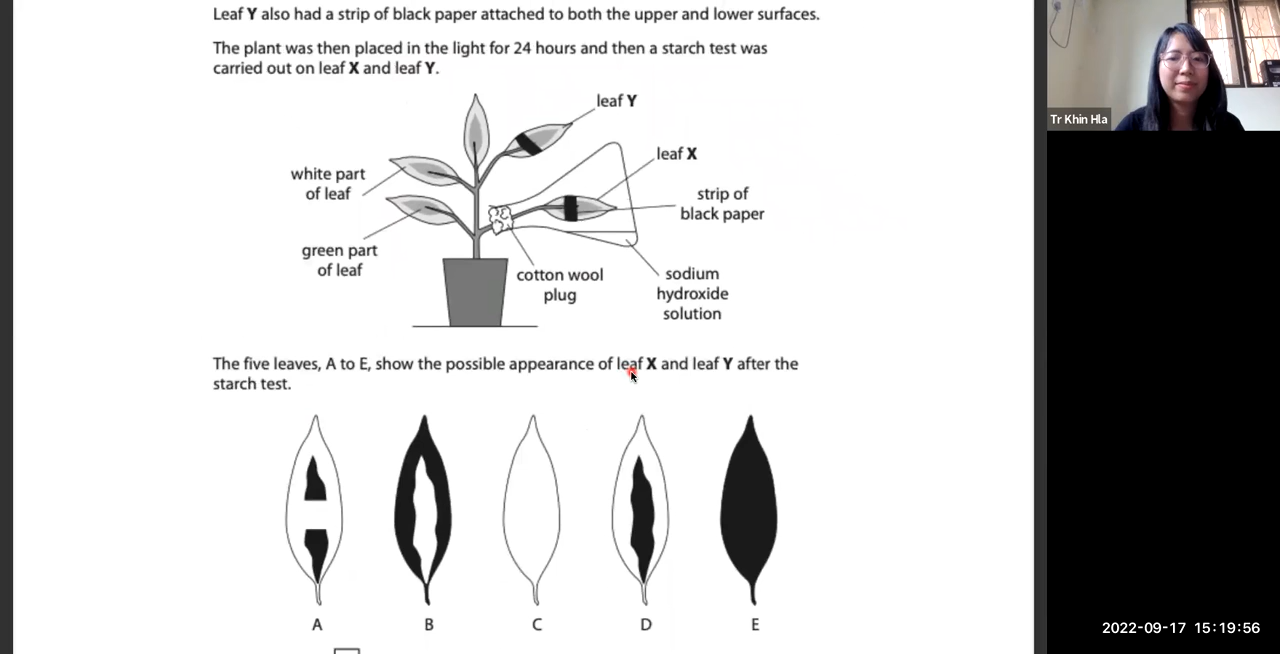 Leaf Y also had a strip of black paper attached to both the upper and lower surfaces.
The plant was then placed in the light for 24 hours and then a starch test was
carried out on leaf X and leaf Y.
leaf Y
leaf X
white part
of leaf
strip of
black paper
green part
of leaf
cotton wool
plug
sodium
hydroxide
solution
The five leaves, A to E, show the possible appearance of leaf X and leaf Y after the
starch test.
A B C D E
Tr Khin Hla
2022-09-17 15:19:56